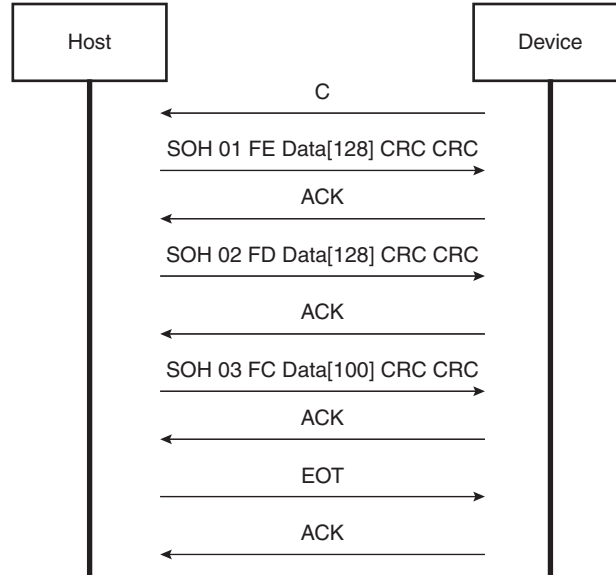 Host
Device
C
SOH 01 FE Data[128] CRC CRC
ACK
SOH 02 FD Data[128] CRC CRC
ACK
SOH 03 FC Data[100] CRC CRC
ACK
EOT
ACK